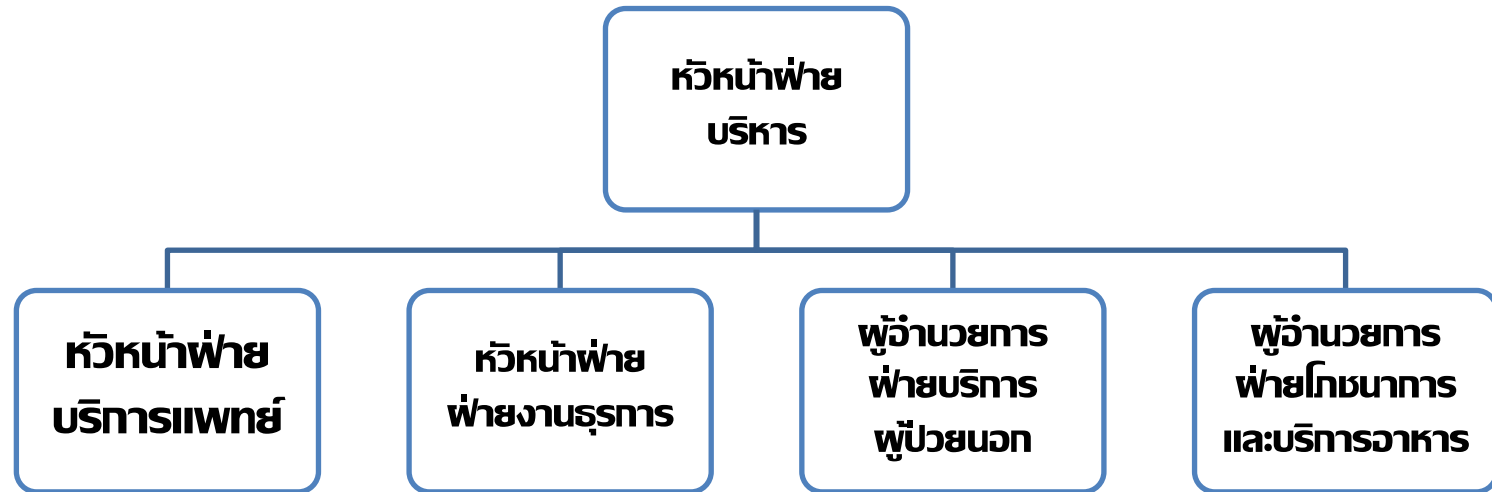 หัวหน้าฝ่าย
บริหาร
หัวหน้าฝ่าย
บริการแพทย์
หัวหน้าฝ่าย
ฝ่ายงานธุรการ
ผู้อำนวยการ
ฝ่ายบริการ
ผู้ป่วยนอก
ผู้อำนวยการ
ฝ่ายโภชนาการ
และบริการอาหาร